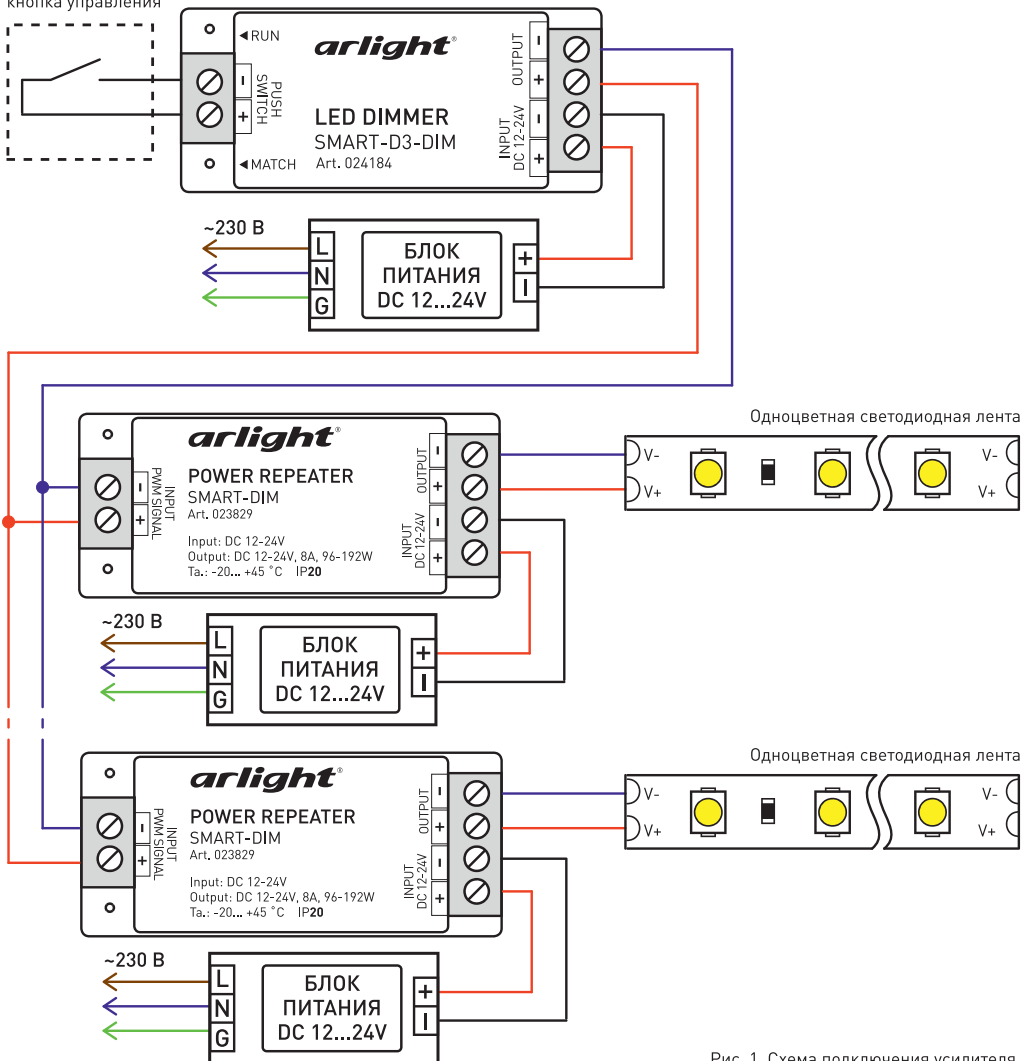 кнопка управления
RUN
arlight
OUTPUT
-
+
PUSH
SWITCH
-
+
LED DIMMER
SMART-D3-DIM
Art. 024184
INPUT
DC 12-24V
-
+
MATCH
~230 В
L
N
G
БЛОК
ПИТАНИЯ
DC 12...24V
+
-
Одноцветная светодиодная лента
arlight®
POWER REPEATER
SMART-DIM
Art. 023829
Input: DC 12-24V
Output: DC 12-24V, 8A, 96-192W
Ta.: -20... +45 °C IP20
INPUT
PWM SIGNAL
-
+
OUTPUT
-
+
INPUT
DC 12-24V
-
+
V-
V+
V-
V+
~230 В
L
N
G
БЛОК
ПИТАНИЯ
DC 12...24V
+
-
Одноцветная светодиодная лента
arlight®
POWER REPEATER
SMART-DIM
Art. 023829
Input: DC 12-24V
Output: DC 12-24V, 8A, 96-192W
Ta.: -20... +45 °C IP20
INPUT
PWM SIGNAL
-
+
OUTPUT
-
+
INPUT
DC 12-24V
-
+
V-
V+
V-
V+
~230 В
L
N
G
БЛОК
ПИТАНИЯ
DC 12...24V
+
-
Рис. 1. Схема подключения усилителя